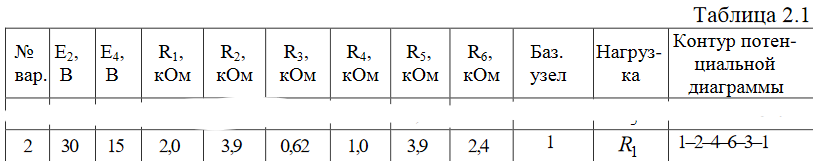 Таблица 2.1
№ вар. E₂, В E₄, В R₁, кОм R₂, кОм R₃, кОм R₄, кОм R₅, кОм R₆, кОм Баз. узел Нагруз-ка Контур потен-циальной диаграммы
2 30 15 2,0 3,9 0,62 1,0 3,9 2,4 1 R₁ 1–2–4–6–3–1